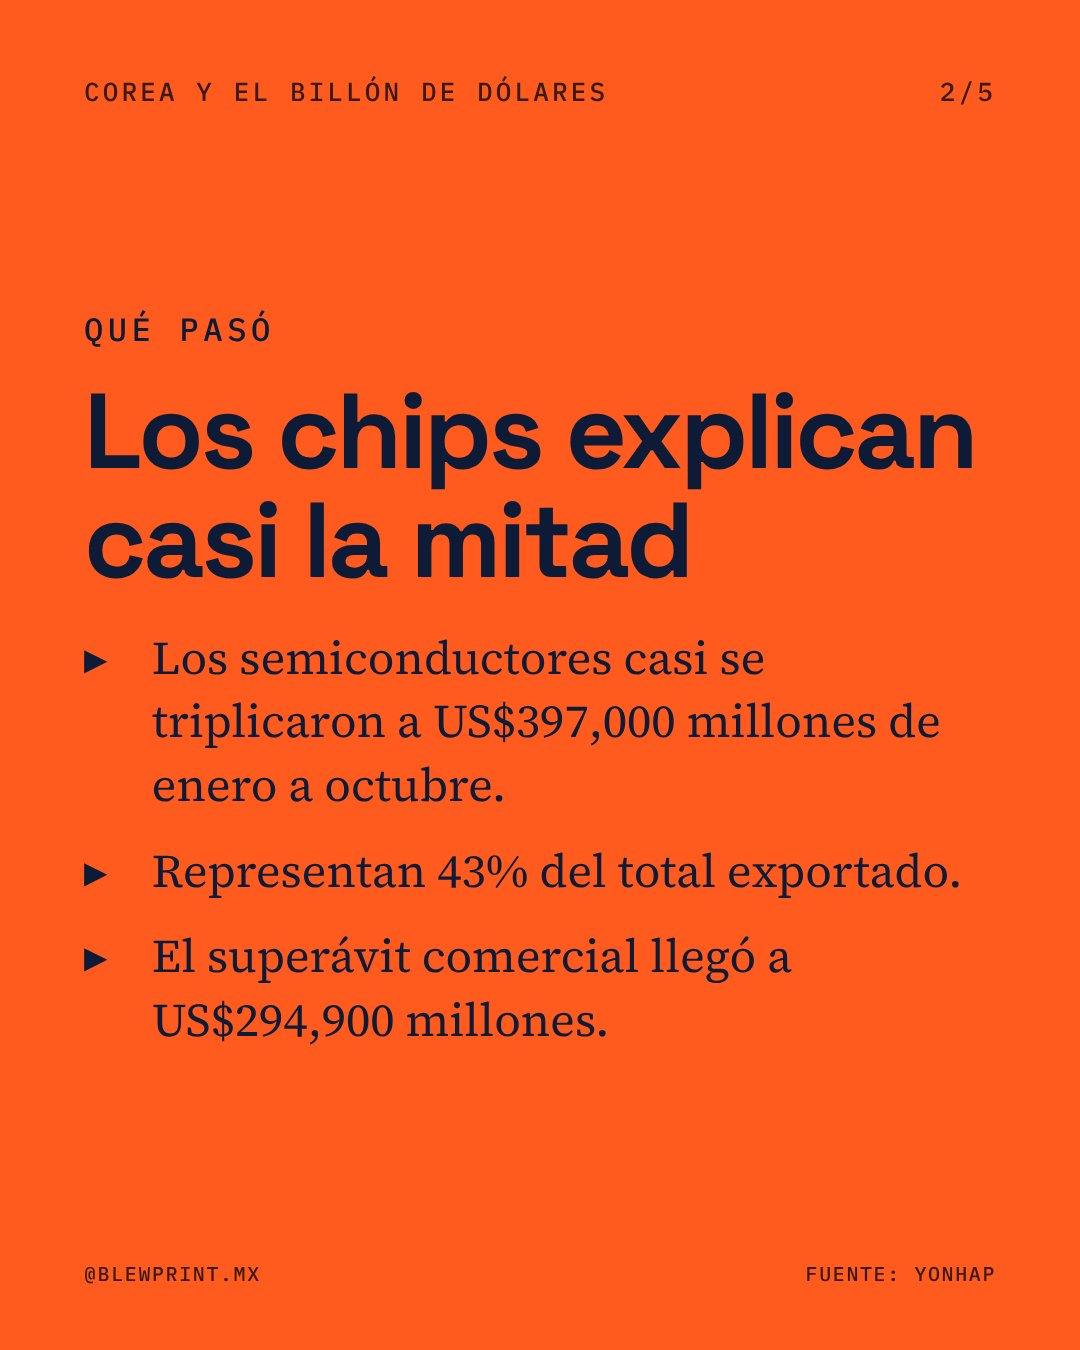 COREA Y EL BILLÓN DE DÓLARES
2/5
QUÉ PASÓ
Los chips explican
casi la mitad
▶ Los semiconductores casi se
triplicaron a US$397,000 millones de
enero a octubre.
▶ Representan 43% del total exportado.
▶ El superávit comercial llegó a
US$294,900 millones.
@BLEWPRINT.MX
FUENTE: YONHAP